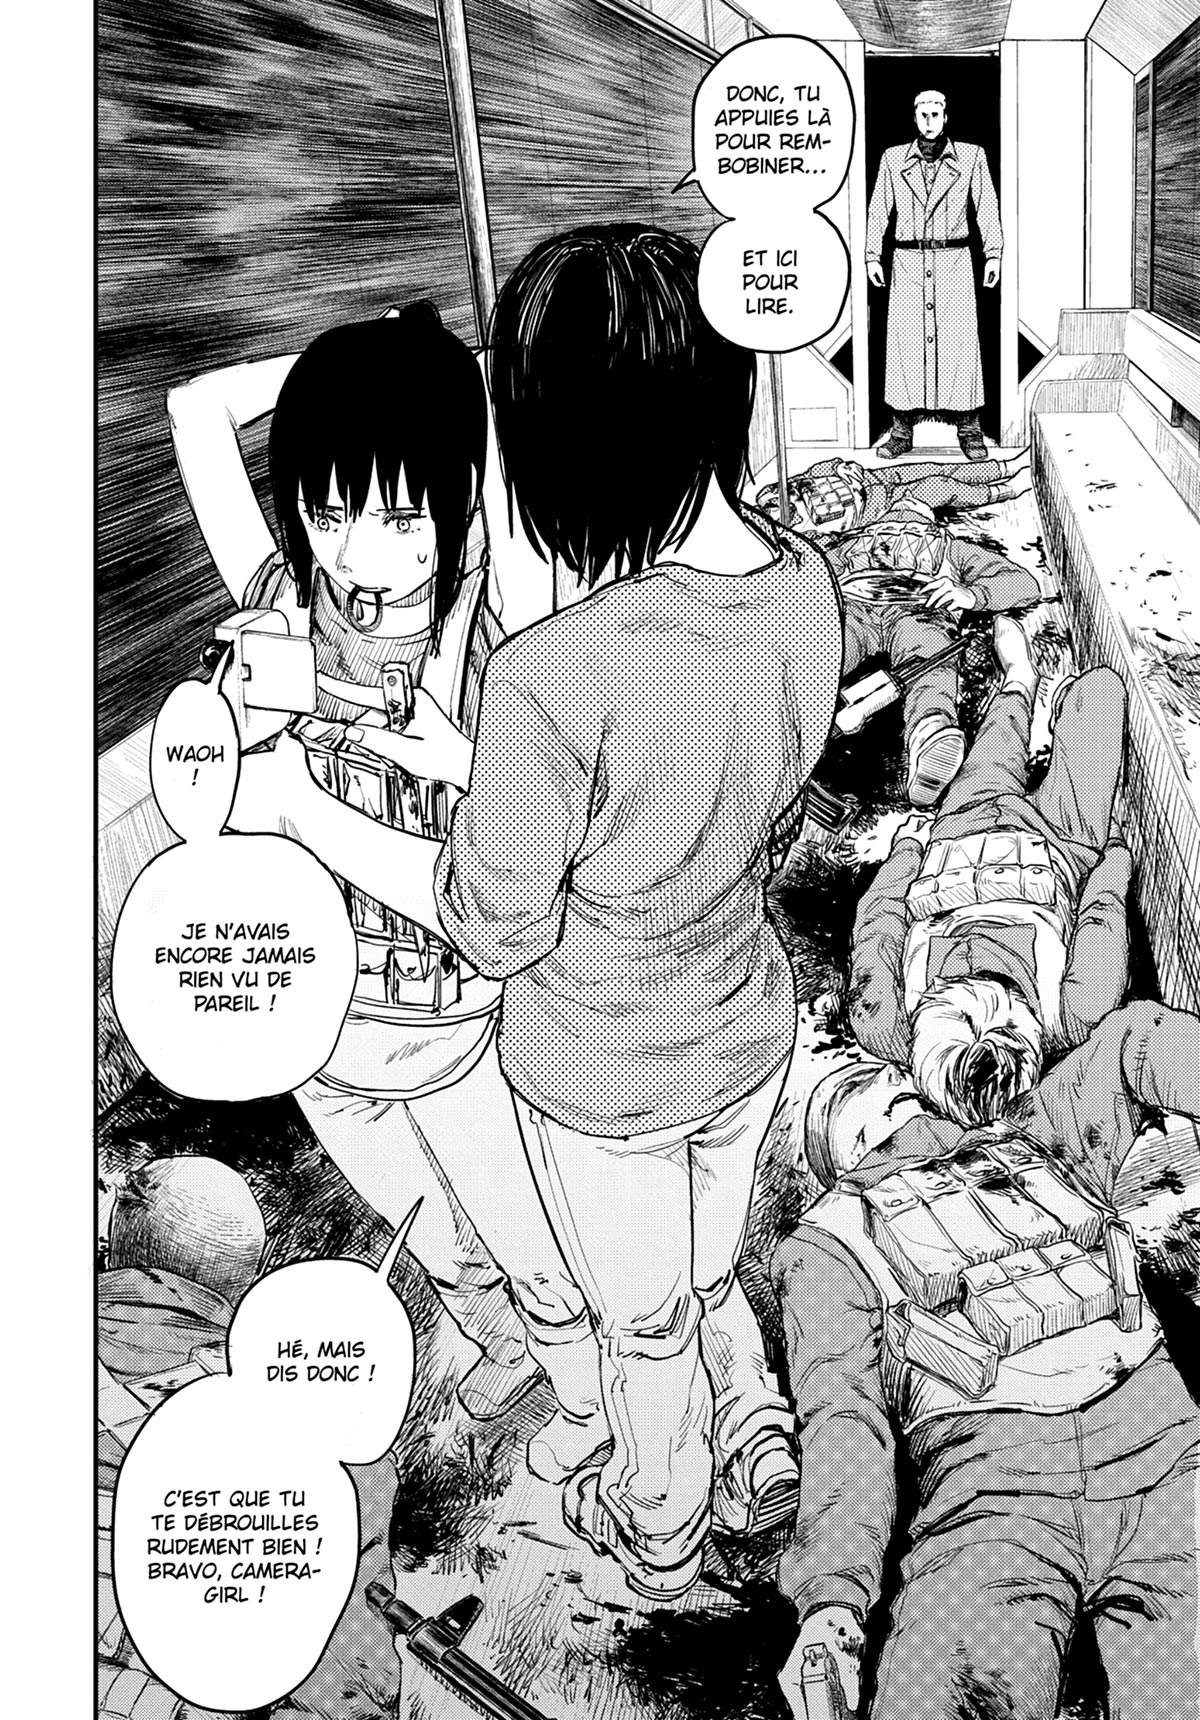 DONC, TU
APPUIES LÀ
POUR REM-
BOBINER...
ET ICI
POUR
LIRE.
WAOH
!
JE N'AVAIS
ENCORE JAMAIS
RIEN VU DE
PAREIL !
HÉ, MAIS
DIS DONC !
C'EST QUE TU
TE DÉBROUILLES
RUDEMENT BIEN !
BRAVO, CAMERA-
GIRL !